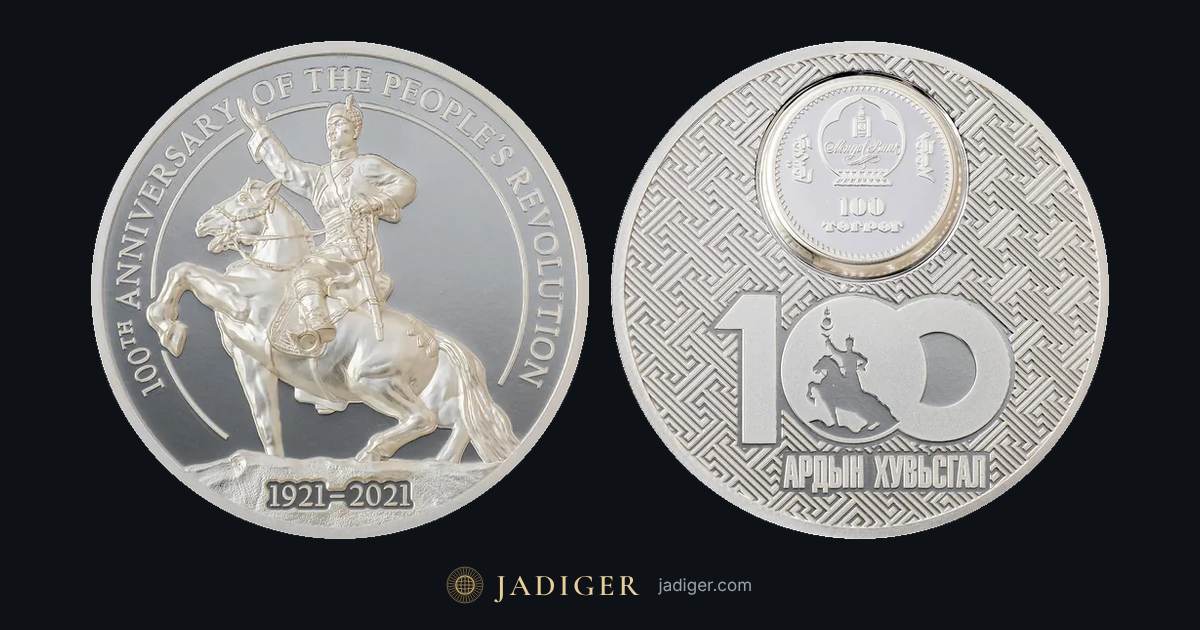 100TH ANNIVERSARY OF THE PEOPLE'S REVOLUTION
1921-2021
100
ТӨГРӨГ
100
АРДЫН ХУВЬСГАЛ
JADIGER jadiger.com